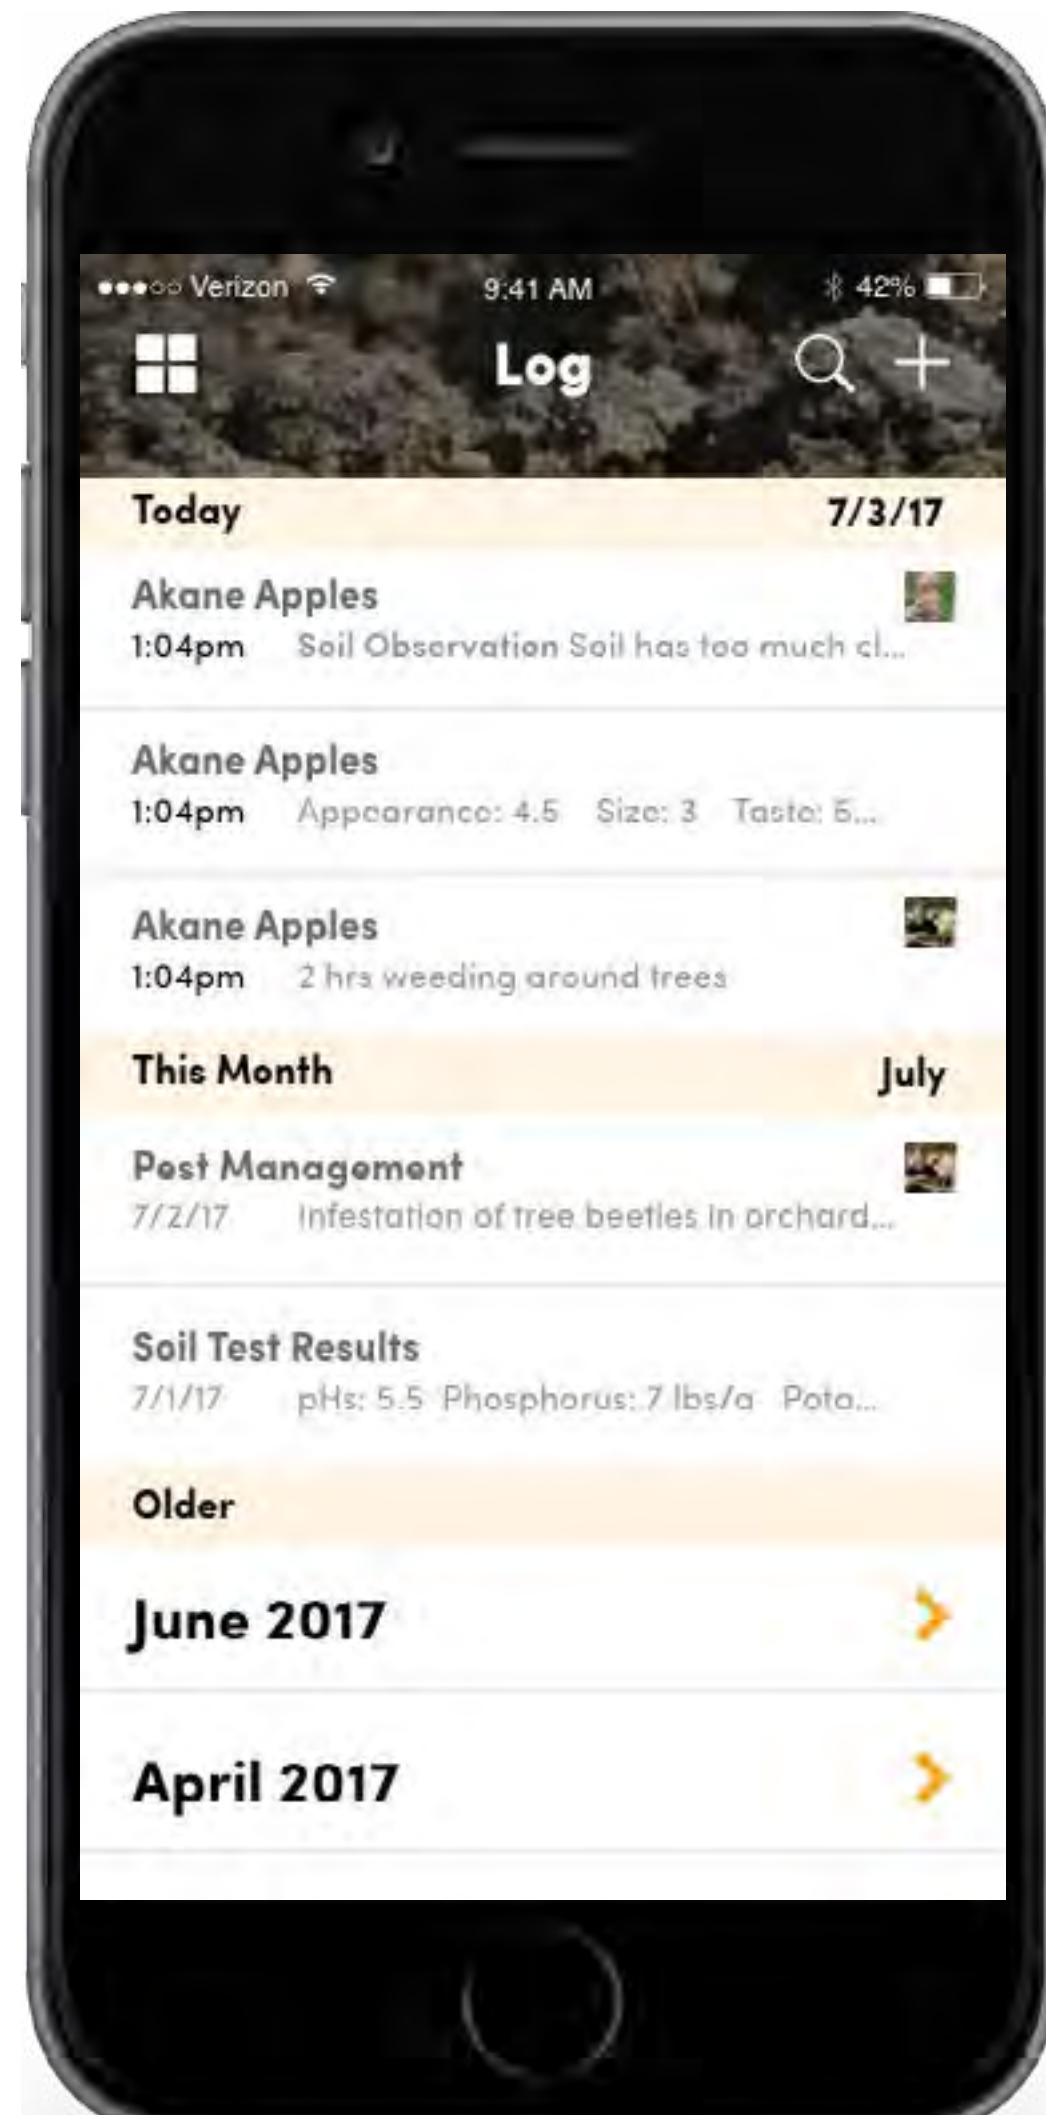 Verizon 9:41 AM 42%
Log
Today 7/3/17
Akane Apples
1:04pm Soil Observation Soil has too much cl...
Akane Apples
1:04pm Appearance: 4.5 Size: 3 Taste: 5...
Akane Apples
1:04pm 2 hrs weeding around trees
This Month July
Pest Management
7/2/17 Infestation of tree beetles in orchard...
Soil Test Results
7/1/17 pHs: 5.5 Phosphorus: 7 lbs/a Pota...
Older
June 2017
April 2017